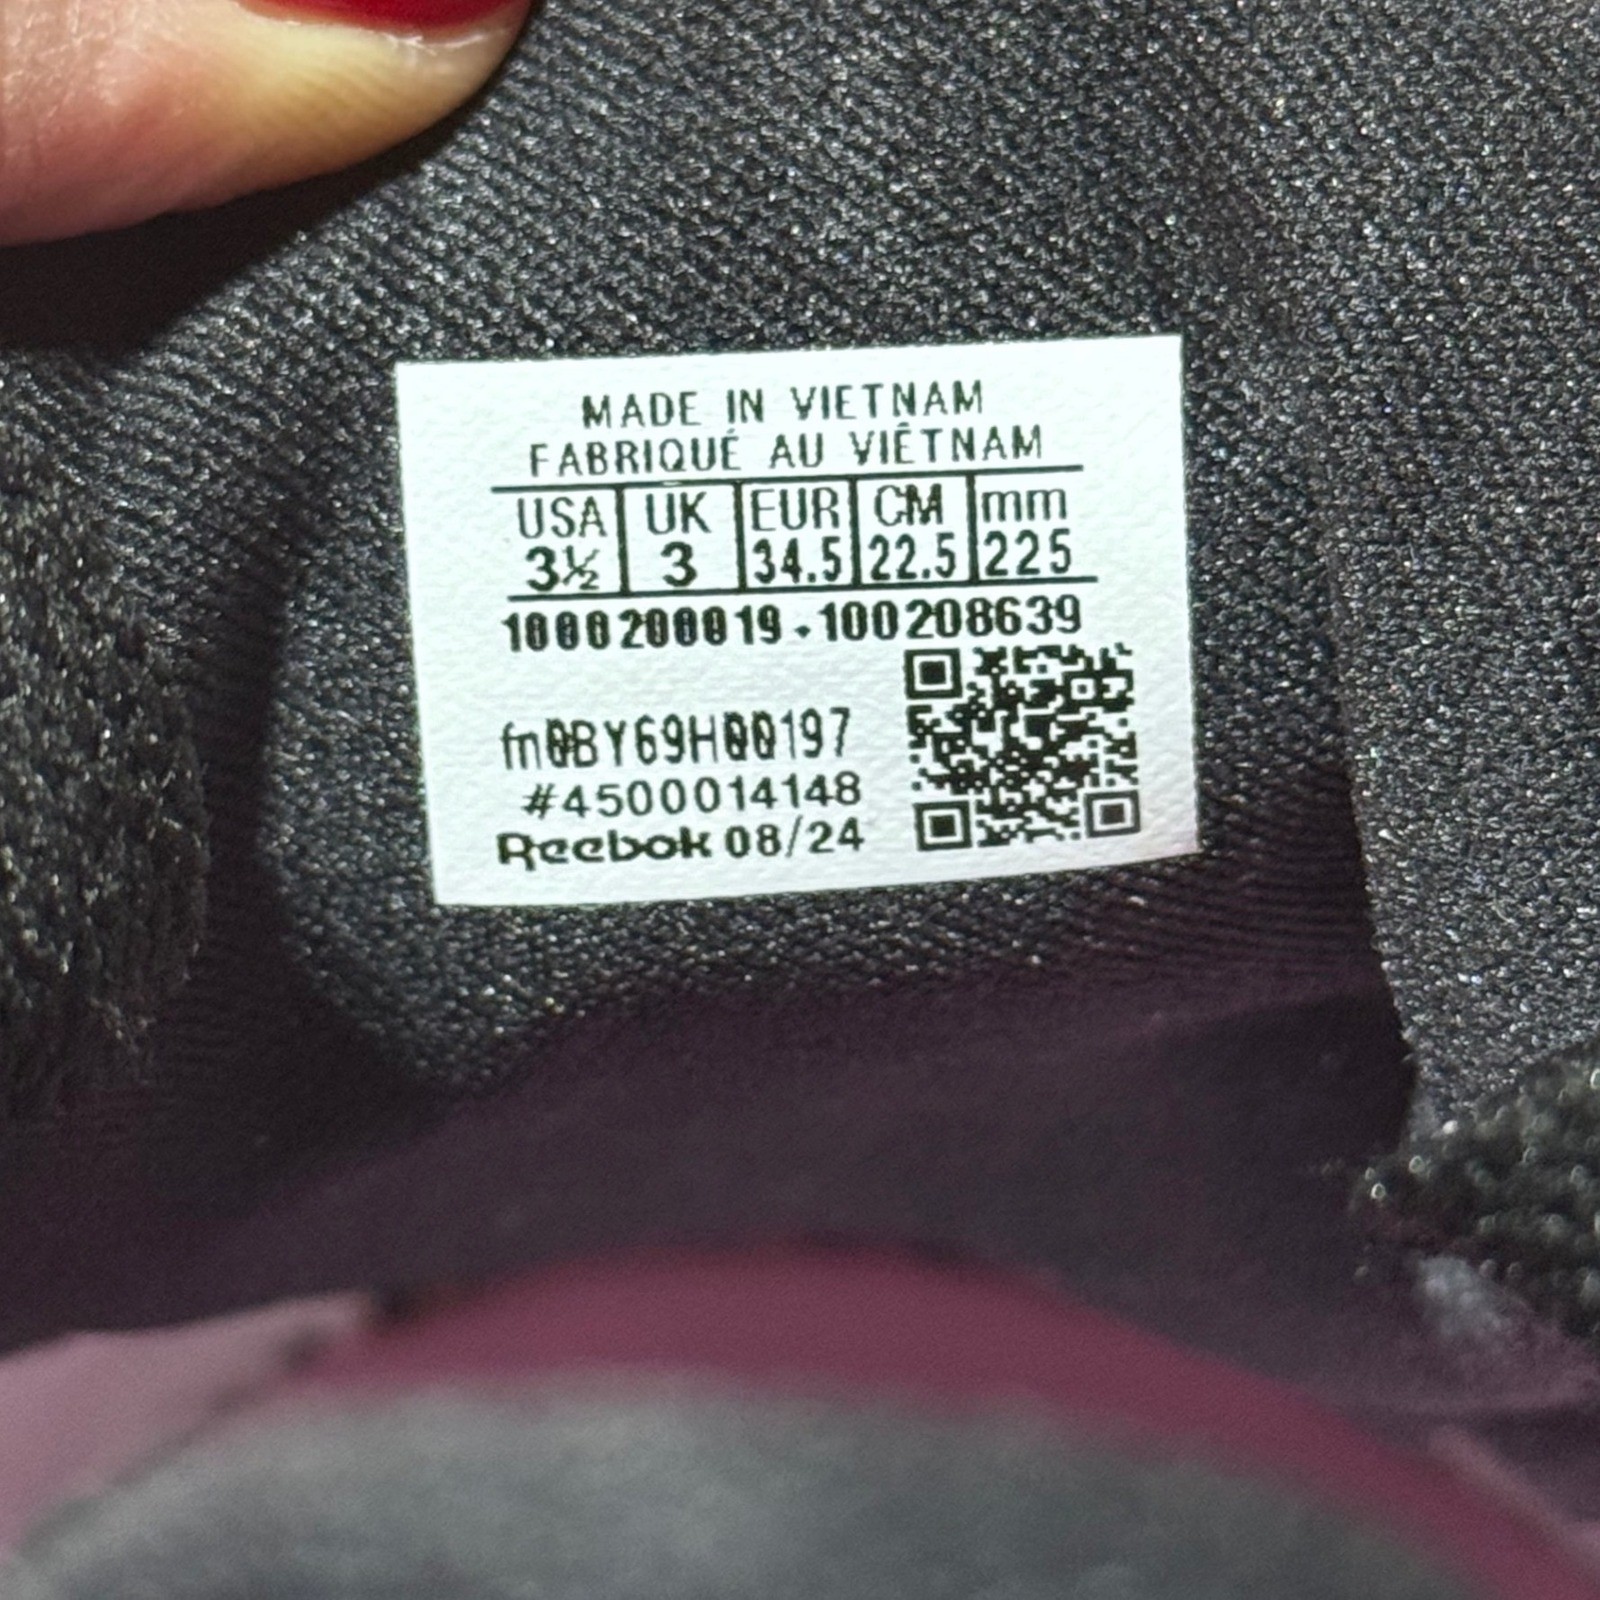 MADE IN VIETNAM
FABRIQUÉ AU VIÊTNAM
USA UK EUR CM mm
3½ 3 34.5 22.5 225
1000200019 · 100208639
fn0BY69H00197
#4500014148
Reebok 08/24